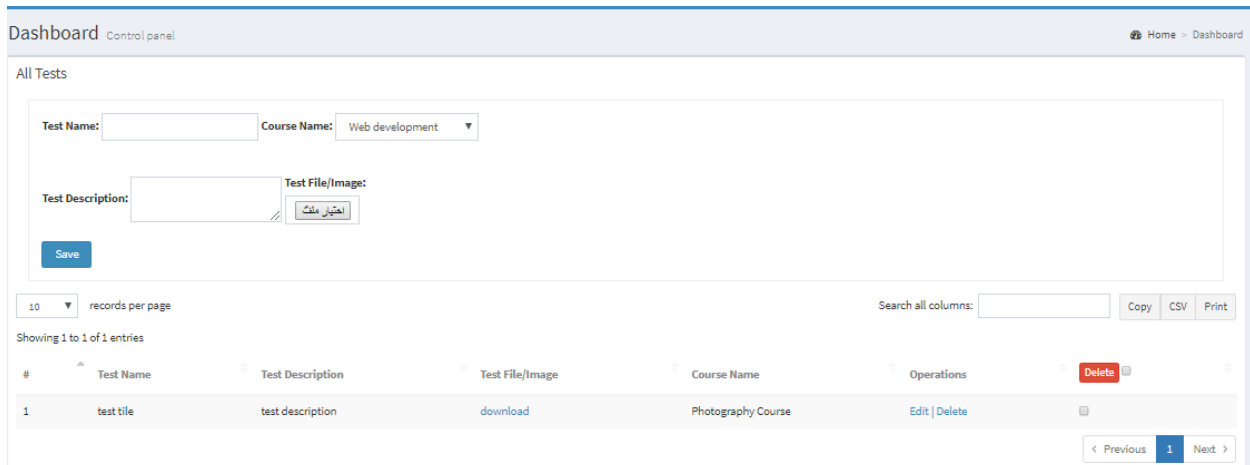 Dashboard Control panel Home > Dashboard
All Tests
Test Name: Course Name: Web development
Test File/Image:
Test Description:
اختيار ملف
Save
10 records per page Search all columns: Copy CSV Print
Showing 1 to 1 of 1 entries
# Test Name Test Description Test File/Image Course Name Operations Delete
1 test tile test description download Photography Course Edit | Delete
< Previous 1 Next >